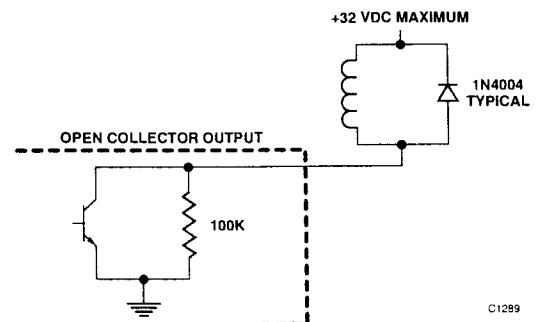 +32 VDC MAXIMUM
1N4004
TYPICAL
OPEN COLLECTOR OUTPUT
100K
C1289